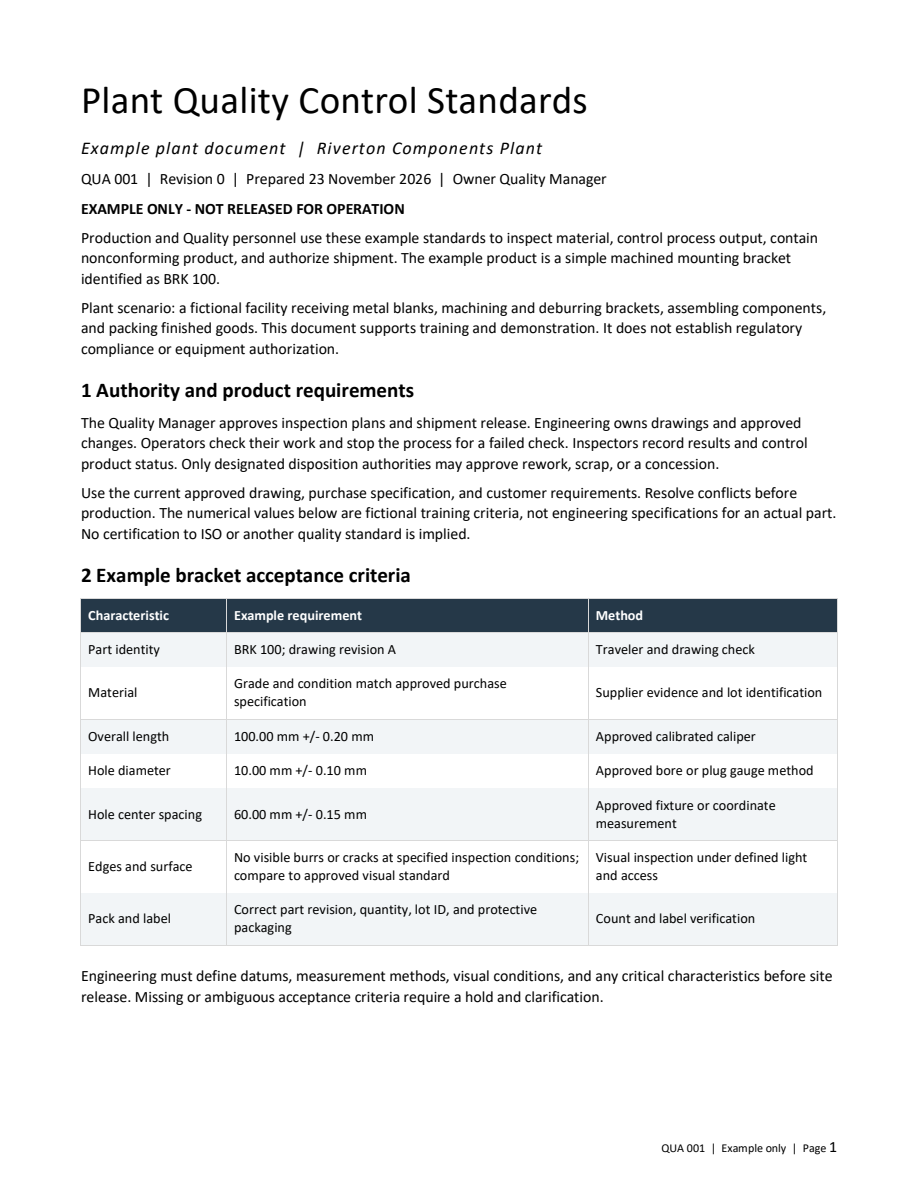 Plant Quality Control Standards
Example plant document | Riverton Components Plant
QUA 001 | Revision 0 | Prepared 23 November 2026 | Owner Quality Manager
EXAMPLE ONLY - NOT RELEASED FOR OPERATION
Production and Quality personnel use these example standards to inspect material, control process output, contain
nonconforming product, and authorize shipment. The example product is a simple machined mounting bracket
identified as BRK 100.
Plant scenario: a fictional facility receiving metal blanks, machining and deburring brackets, assembling components,
and packing finished goods. This document supports training and demonstration. It does not establish regulatory
compliance or equipment authorization.
1 Authority and product requirements
The Quality Manager approves inspection plans and shipment release. Engineering owns drawings and approved
changes. Operators check their work and stop the process for a failed check. Inspectors record results and control
product status. Only designated disposition authorities may approve rework, scrap, or a concession.
Use the current approved drawing, purchase specification, and customer requirements. Resolve conflicts before
production. The numerical values below are fictional training criteria, not engineering specifications for an actual part.
No certification to ISO or another quality standard is implied.
2 Example bracket acceptance criteria
Characteristic Example requirement Method
Part identity BRK 100; drawing revision A Traveler and drawing check
Material Grade and condition match approved purchase
specification Supplier evidence and lot identification
Overall length 100.00 mm +/- 0.20 mm Approved calibrated caliper
Hole diameter 10.00 mm +/- 0.10 mm Approved bore or plug gauge method
Hole center spacing 60.00 mm +/- 0.15 mm Approved fixture or coordinate
measurement
Edges and surface No visible burrs or cracks at specified inspection conditions;
compare to approved visual standard Visual inspection under defined light
and access
Pack and label Correct part revision, quantity, lot ID, and protective
packaging Count and label verification
Engineering must define datums, measurement methods, visual conditions, and any critical characteristics before site
release. Missing or ambiguous acceptance criteria require a hold and clarification.
QUA 001 | Example only | Page 1